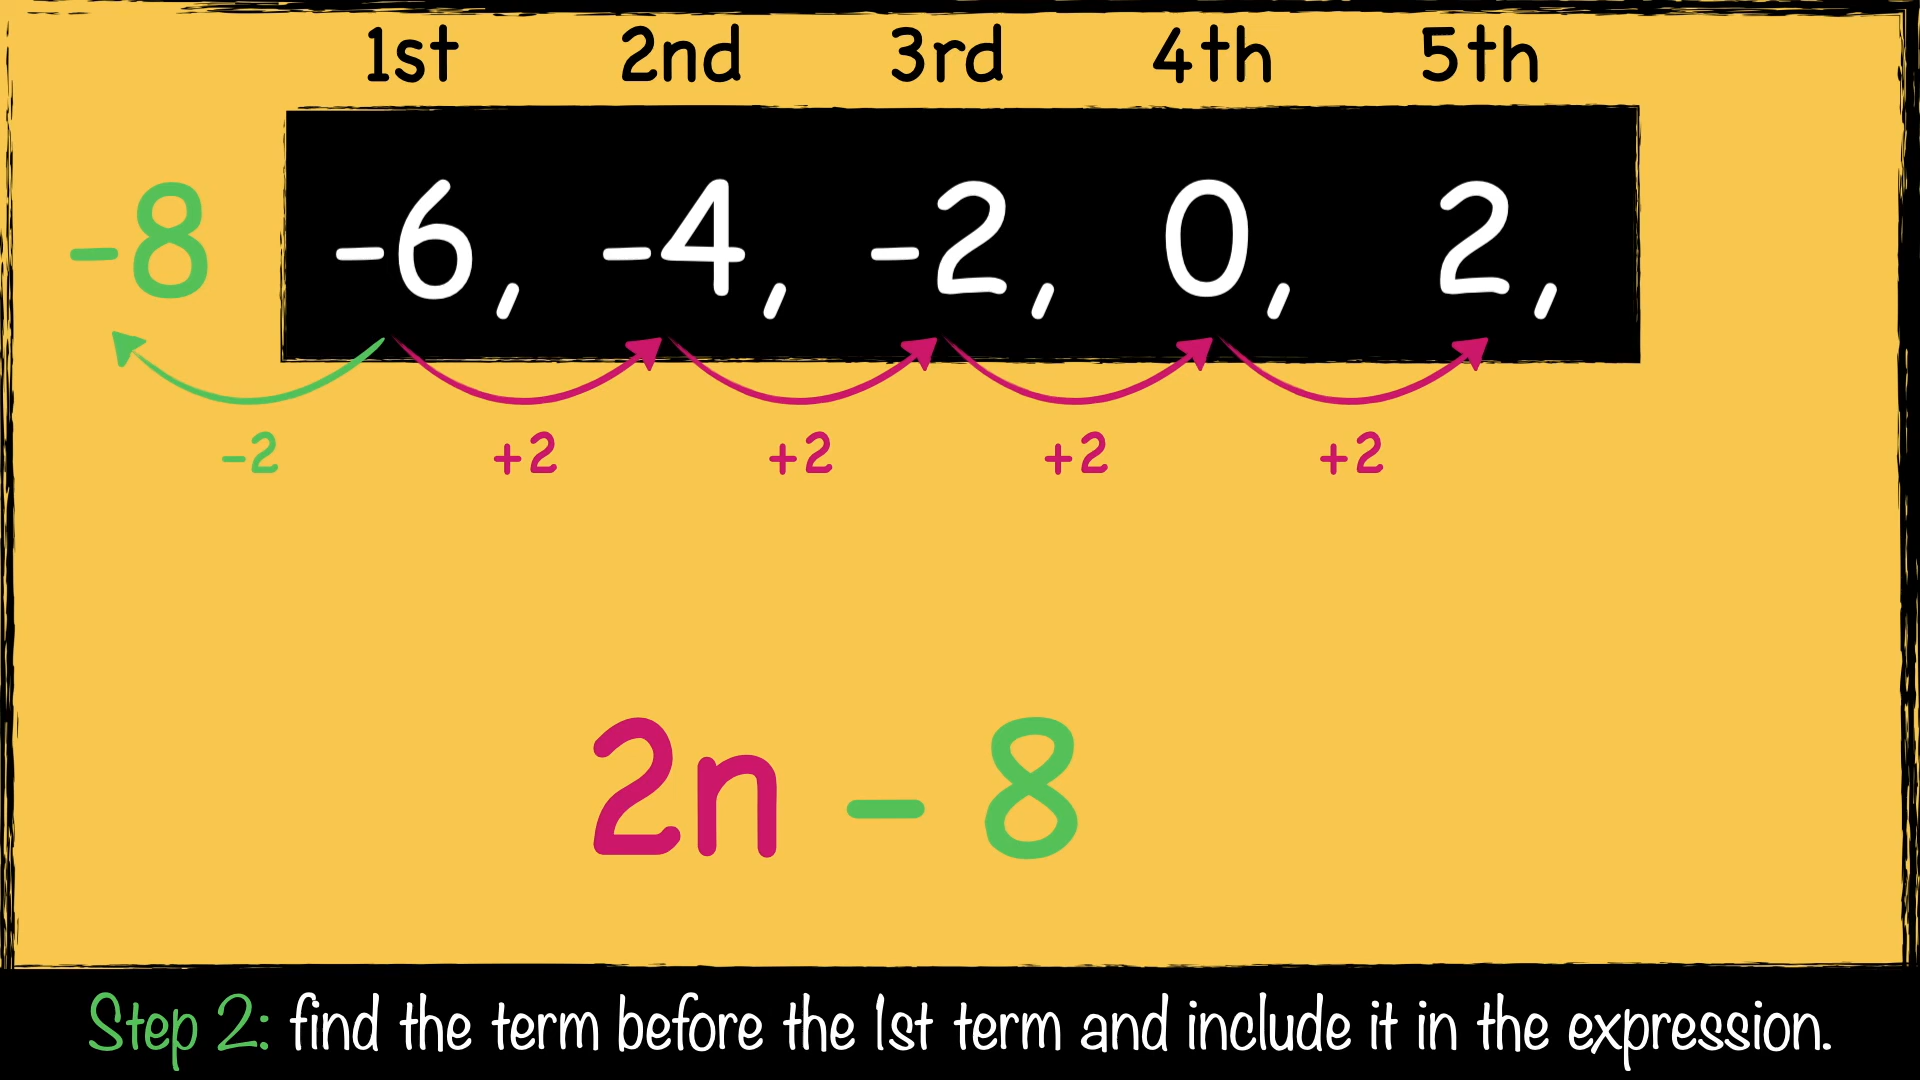 1st 2nd 3rd 4th 5th
-8 -6, -4, -2, 0, 2,
-2 +2 +2 +2 +2
2n - 8
Step 2: find the term before the 1st term and include it in the expression.